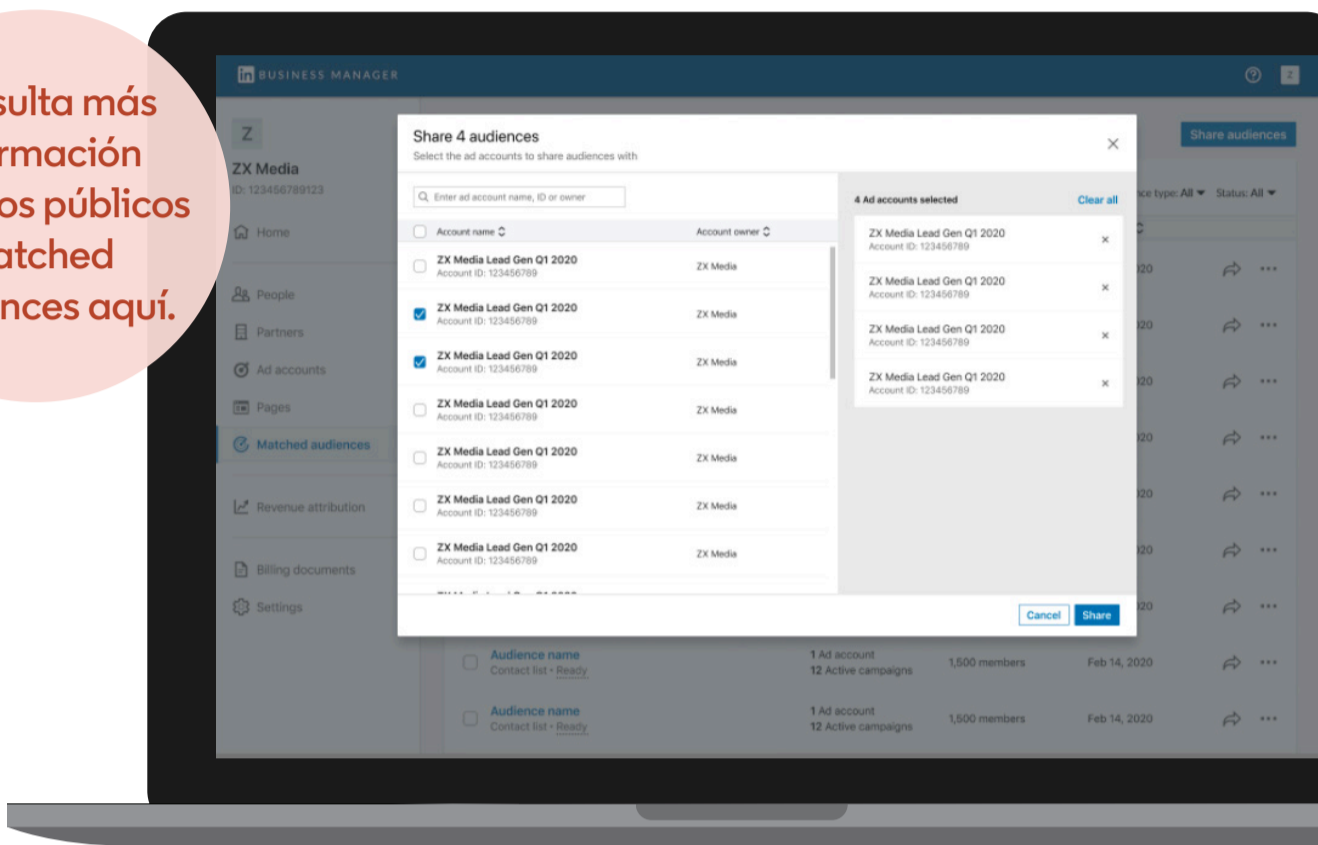 sulta más
rmación
os públicos
atched
nces aquí.
in BUSINESS MANAGER
Z
Z
ZX Media
ID: 123456789123
Home
People
Partners
Ad accounts
Pages
Matched audiences
Revenue attribution
Billing documents
Settings
Share audiences
nce type: All Status: All
Share 4 audiences
Select the ad accounts to share audiences with
Enter ad account name, ID or owner
Account name Account owner
ZX Media Lead Gen Q1 2020 ZX Media
Account ID: 123456789
ZX Media Lead Gen Q1 2020 ZX Media
Account ID: 123456789
ZX Media Lead Gen Q1 2020 ZX Media
Account ID: 123456789
ZX Media Lead Gen Q1 2020 ZX Media
Account ID: 123456789
ZX Media Lead Gen Q1 2020 ZX Media
Account ID: 123456789
ZX Media Lead Gen Q1 2020 ZX Media
Account ID: 123456789
ZX Media Lead Gen Q1 2020 ZX Media
Account ID: 123456789
4 Ad accounts selected Clear all
ZX Media Lead Gen Q1 2020
Account ID: 123456789
ZX Media Lead Gen Q1 2020
Account ID: 123456789
ZX Media Lead Gen Q1 2020
Account ID: 123456789
ZX Media Lead Gen Q1 2020
Account ID: 123456789
Cancel Share
020
020
020
020
020
020
020
Audience name 1 Ad account
Contact list • Ready 12 Active campaigns 1,500 members Feb 14, 2020
Audience name 1 Ad account
Contact list • Ready 12 Active campaigns 1,500 members Feb 14, 2020